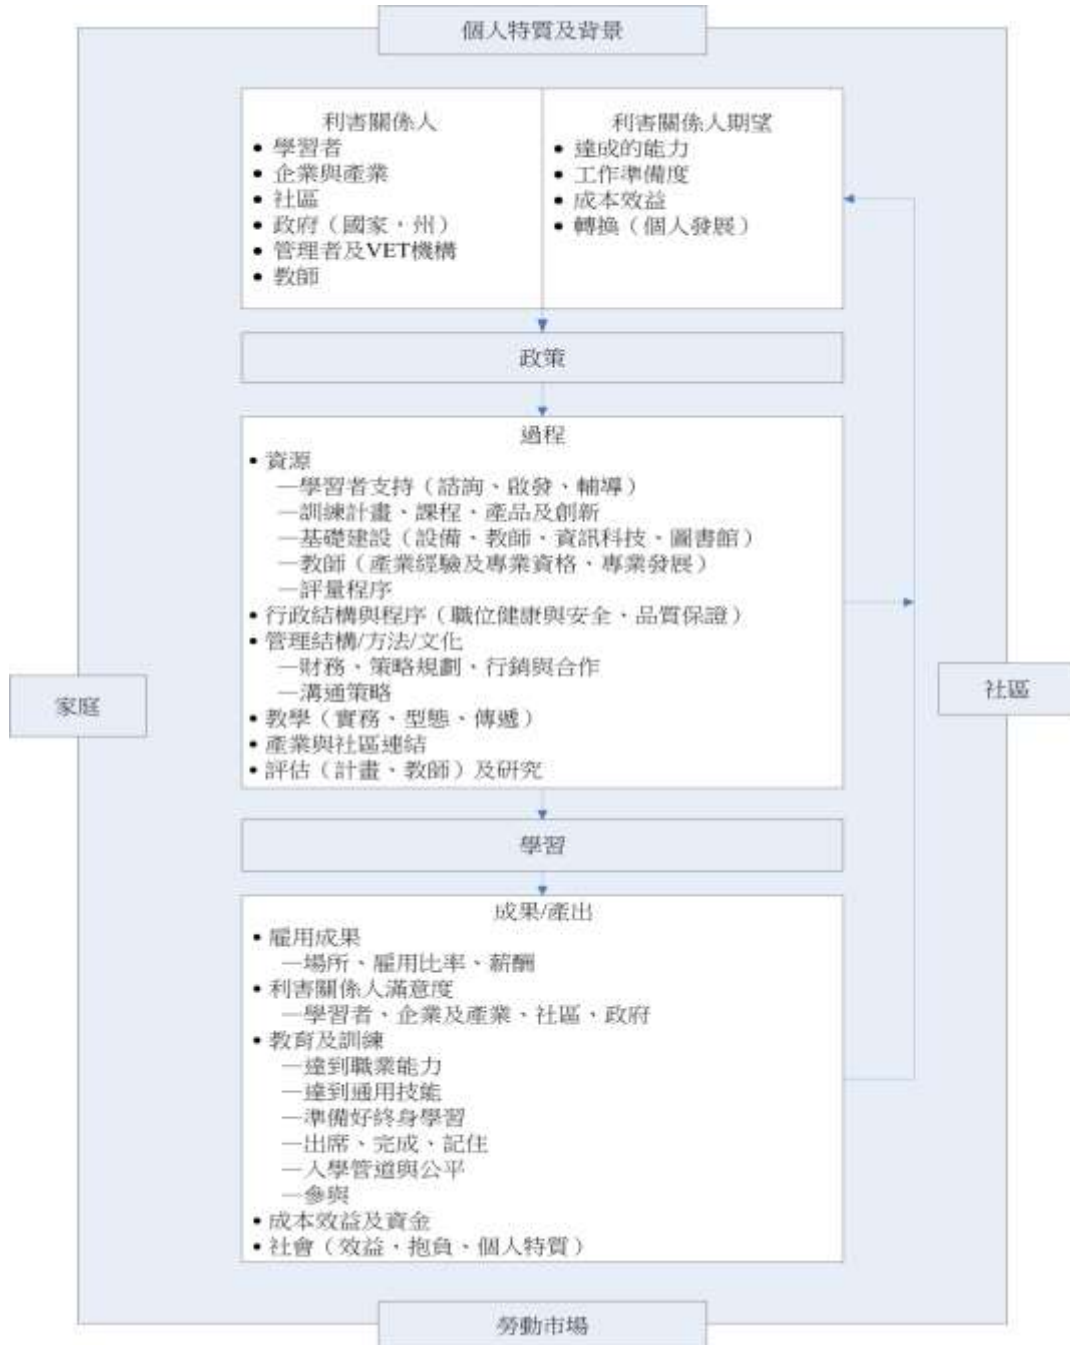 個人特質及背景
利害關係人
• 學習者
• 企業與產業
• 社區
• 政府（國家，州）
• 管理者及VET機構
• 教師
利害關係人期望
• 達成的能力
• 工作準備度
• 成本效益
• 轉換（個人發展）
政策
過程
• 資源
—學習者支持（諮詢、啟發、輔導）
—訓練計畫、課程、產品及創新
—基礎建設（設備、教師、資訊科技、圖書館）
—教師（產業經驗及專業資格、專業發展）
—評量程序
• 行政結構與程序（職位健康與安全、品質保證）
• 管理結構/方法/文化
—財務、策略規劃、行銷與合作
—溝通策略
• 教學（實務、型態、傳遞）
• 產業與社區連結
• 評估（計畫、教師）及研究
家庭
社區
學習
成果/產出
• 雇用成果
—場所、雇用比率、薪酬
• 利害關係人滿意度
—學習者、企業及產業、社區、政府
• 教育及訓練
—達到職業能力
—達到通用技能
—準備好終身學習
—出席、完成、記住
—入學管道與公平
—參與
• 成本效益及資金
• 社會（效益、抱負、個人特質）
勞動市場